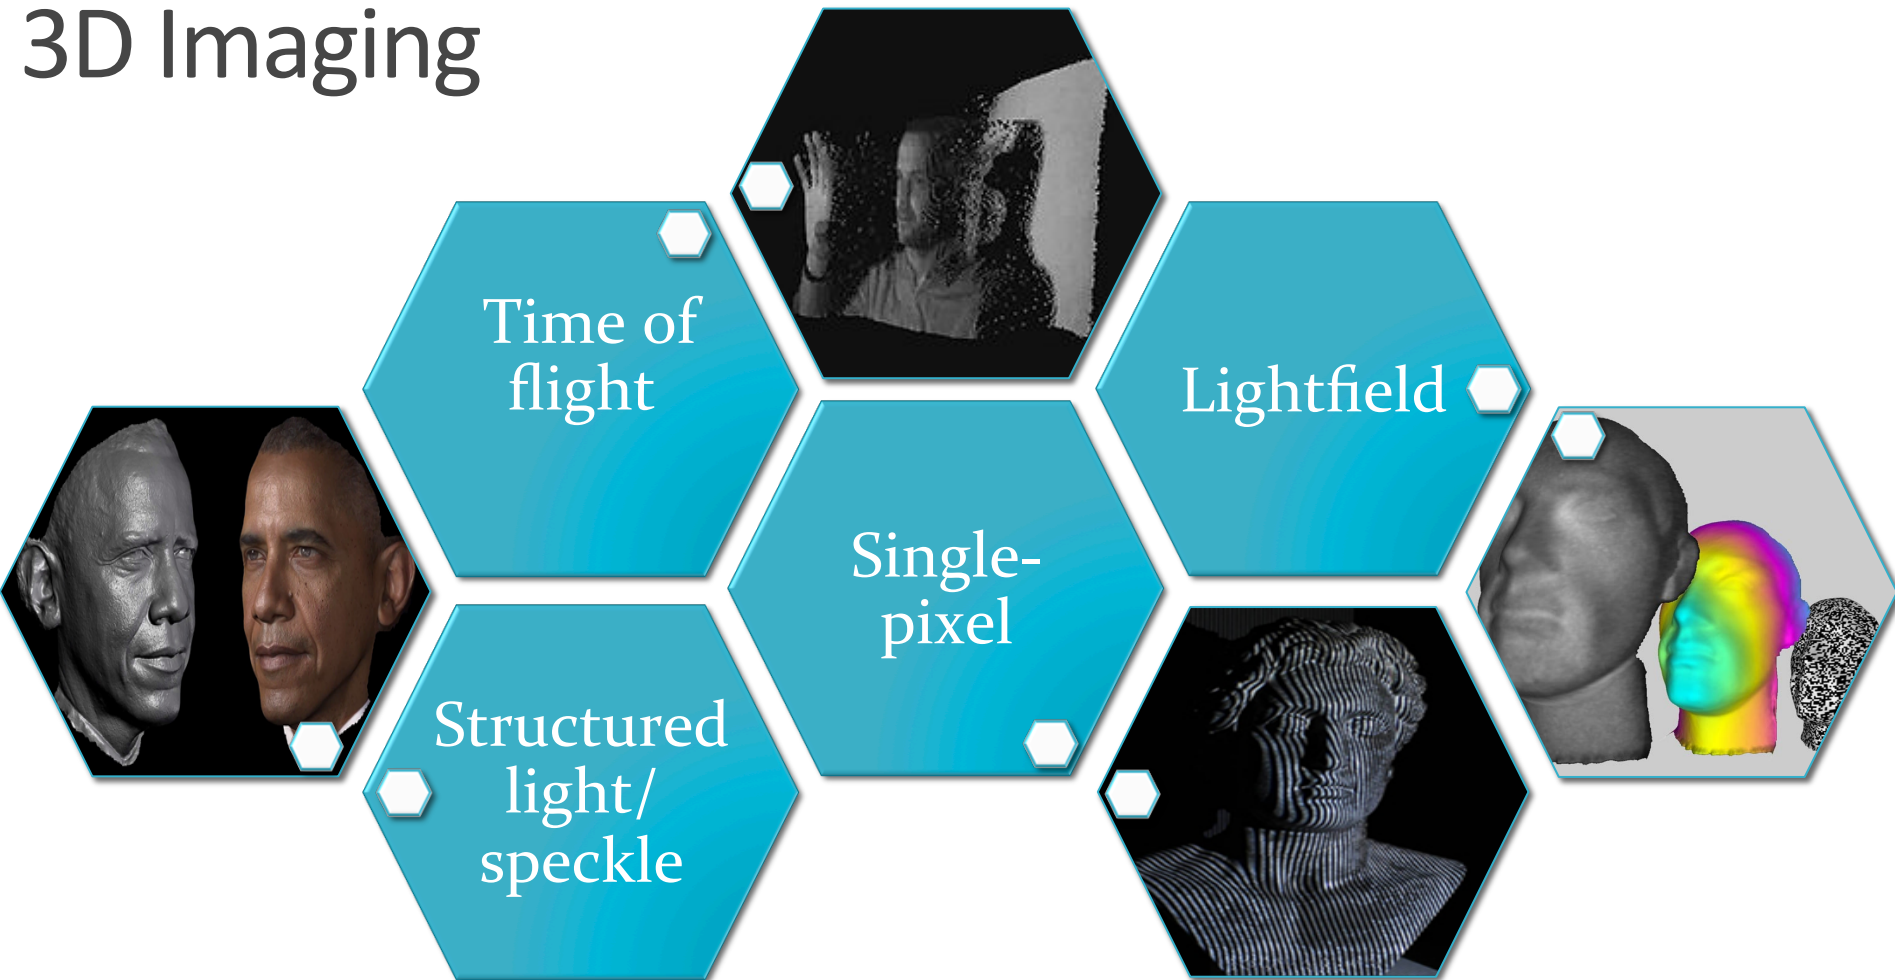 3D Imaging
Time of
flight
Lightfield
Single-
pixel
Structured
light/
speckle